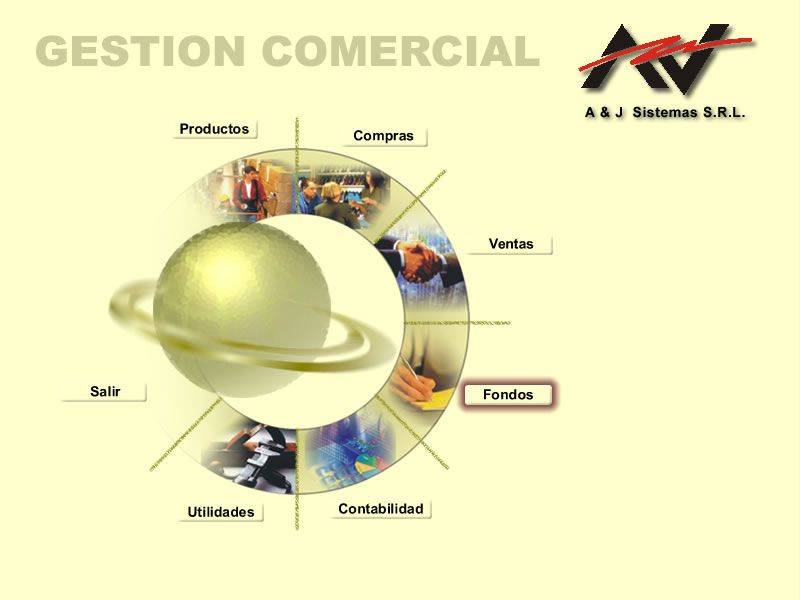 GESTION COMERCIAL
A & J Sistemas S.R.L.
Productos
Compras
Ventas
Salir
Fondos
Utilidades
Contabilidad